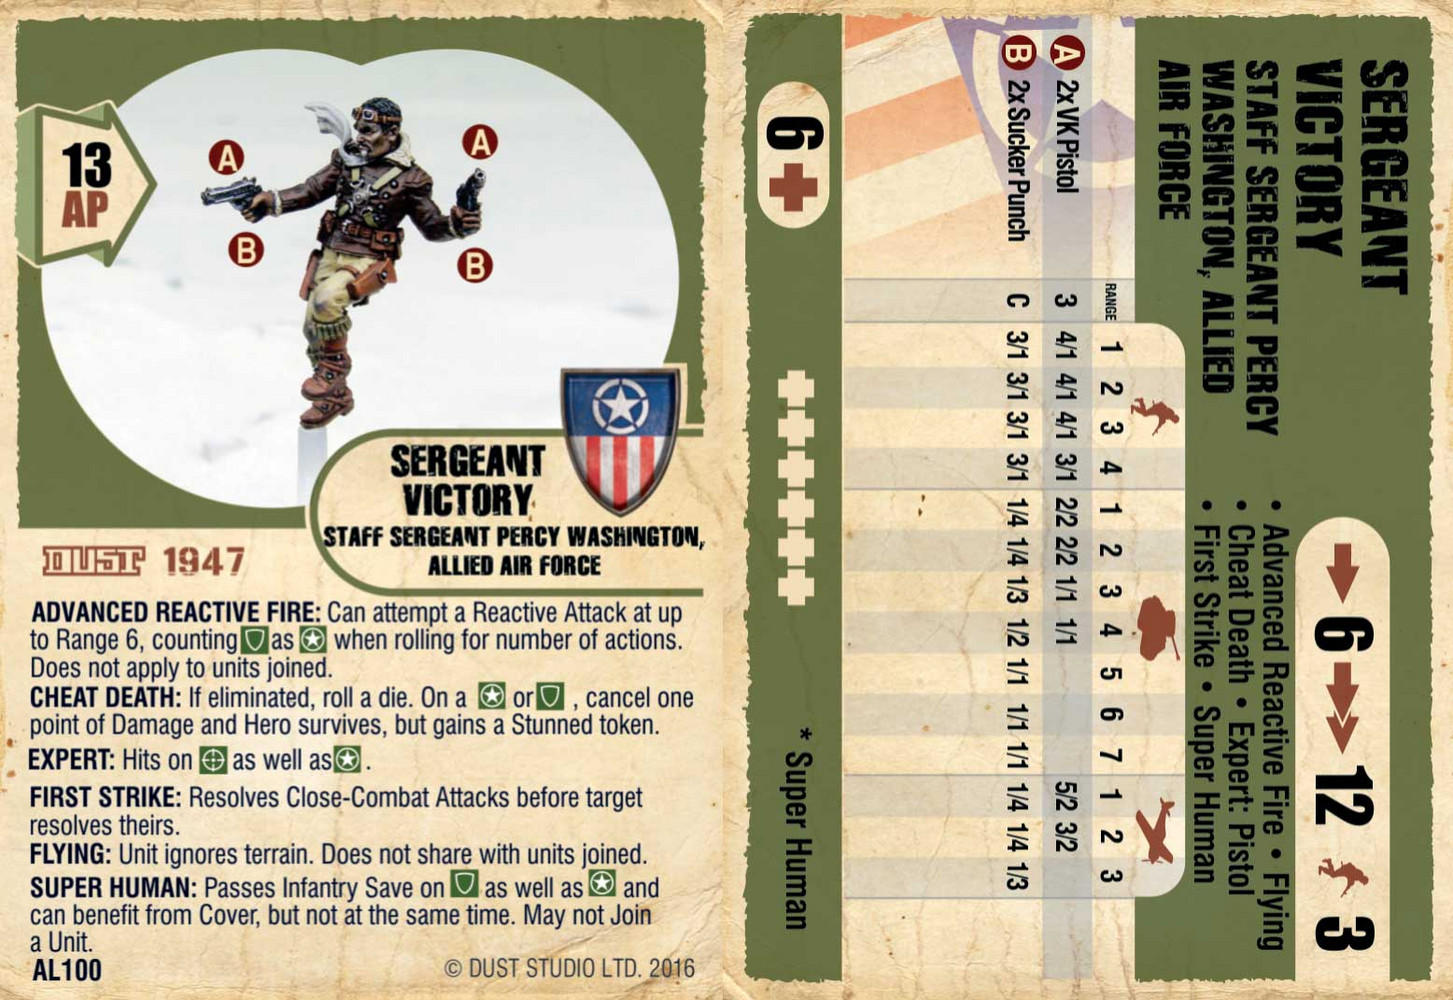 13
AP
A
A
B
B
SERGEANT
VICTORY
STAFF SERGEANT PERCY WASHINGTON,
ALLIED AIR FORCE
DUST 1947
ADVANCED REACTIVE FIRE: Can attempt a Reactive Attack at up
to Range 6, counting as when rolling for number of actions.
Does not apply to units joined.
CHEAT DEATH: If eliminated, roll a die. On a or , cancel one
point of Damage and Hero survives, but gains a Stunned token.
EXPERT: Hits on as well as .
FIRST STRIKE: Resolves Close-Combat Attacks before target
resolves theirs.
FLYING: Unit ignores terrain. Does not share with units joined.
SUPER HUMAN: Passes Infantry Save on as well as and
can benefit from Cover, but not at the same time. May not Join
a Unit.
AL100
© DUST STUDIO LTD. 2016
SERGEANT
VICTORY
STAFF SERGEANT PERCY
WASHINGTON, ALLIED
AIR FORCE
6 12 3
• Advanced Reactive Fire • Flying
• Cheat Death • Expert: Pistol
• First Strike • Super Human
RANGE 1 2 3 4 1 2 3 4 5 6 7 1 2 3
A 2x VK Pistol 3 4/1 4/1 4/1 3/1 2/2 2/2 1/1 1/1 5/2 3/2
B 2x Sucker Punch C 3/1 3/1 3/1 3/1 1/4 1/4 1/3 1/2 1/1 1/1 1/1 1/4 1/4 1/3
6
* Super Human